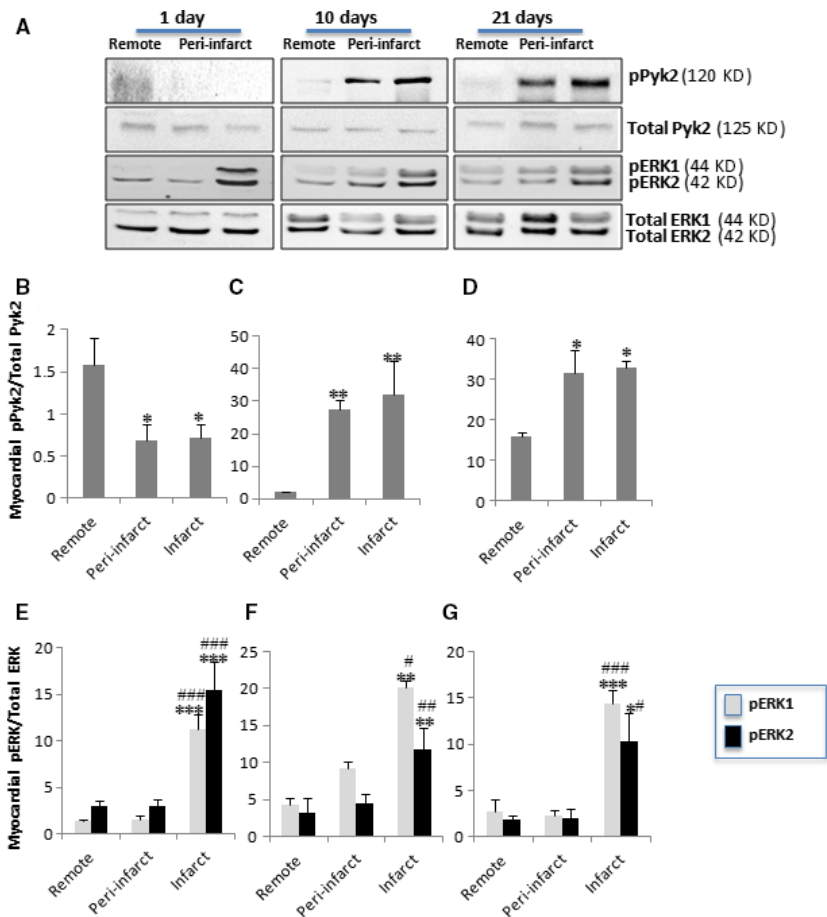 A
1 day
10 days
21 days
Remote Peri-infarct
Remote Peri-infarct
Remote Peri-infarct
pPyk2 (120 KD)
Total Pyk2 (125 KD)
pERK1 (44 KD)
pERK2 (42 KD)
Total ERK1 (44 KD)
Total ERK2 (42 KD)
B
C
D
Myocardial pPyk2/Total Pyk2
2
1.5
1
0.5
0
*
*
Remote
Peri-infarct
Infarct
50
40
30
20
10
0
**
**
Remote
Peri-infarct
Infarct
40
30
20
10
0
*
*
Remote
Peri-infarct
Infarct
E
F
G
Myocardial pERK/Total ERK
20
15
10
5
0
###
***
###
***
Remote
Peri-infarct
Infarct
25
20
15
10
5
0
#
**
##
**
Remote
Peri-infarct
Infarct
20
15
10
5
0
###
***
*#
Remote
Peri-infarct
Infarct
pERK1
pERK2